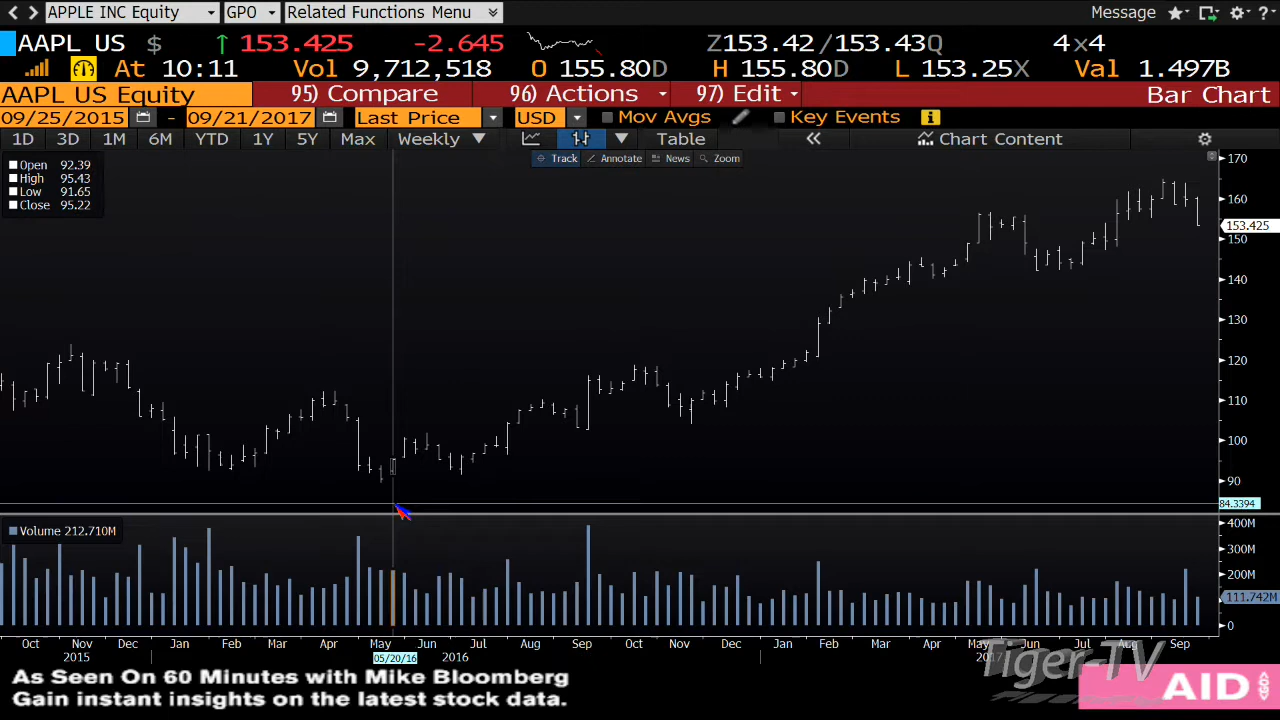 APPLE INC Equity GPO Related Functions Menu Message ?
AAPL US $ ↑ 153.425 -2.645 Z153.42/153.43Q 4x4
At 10:11 Vol 9,712,518 O 155.80D H 155.80D L 153.25X Val 1.497B
AAPL US Equity 95) Compare 96) Actions 97) Edit Bar Chart
09/25/2015 - 09/21/2017 Last Price USD Mov Avgs Key Events
1D 3D 1M 6M YTD 1Y 5Y Max Weekly Table « Chart Content
Track Annotate News Zoom
Open 92.39
High 95.43
Low 91.65
Close 95.22
170
160
153.425
150
140
130
120
110
100
90
84.3394
Volume 212.710M
400M
300M
200M
111.742M
0
Oct Nov Dec Jan Feb Mar Apr May Jun Jul Aug Sep Oct Nov Dec Jan Feb Mar Apr May Jun Jul Aug Sep
2015 05/20/16 2016 2017
Tiger-TV
As Seen On 60 Minutes with Mike Bloomberg
Gain instant insights on the latest stock data.
AID